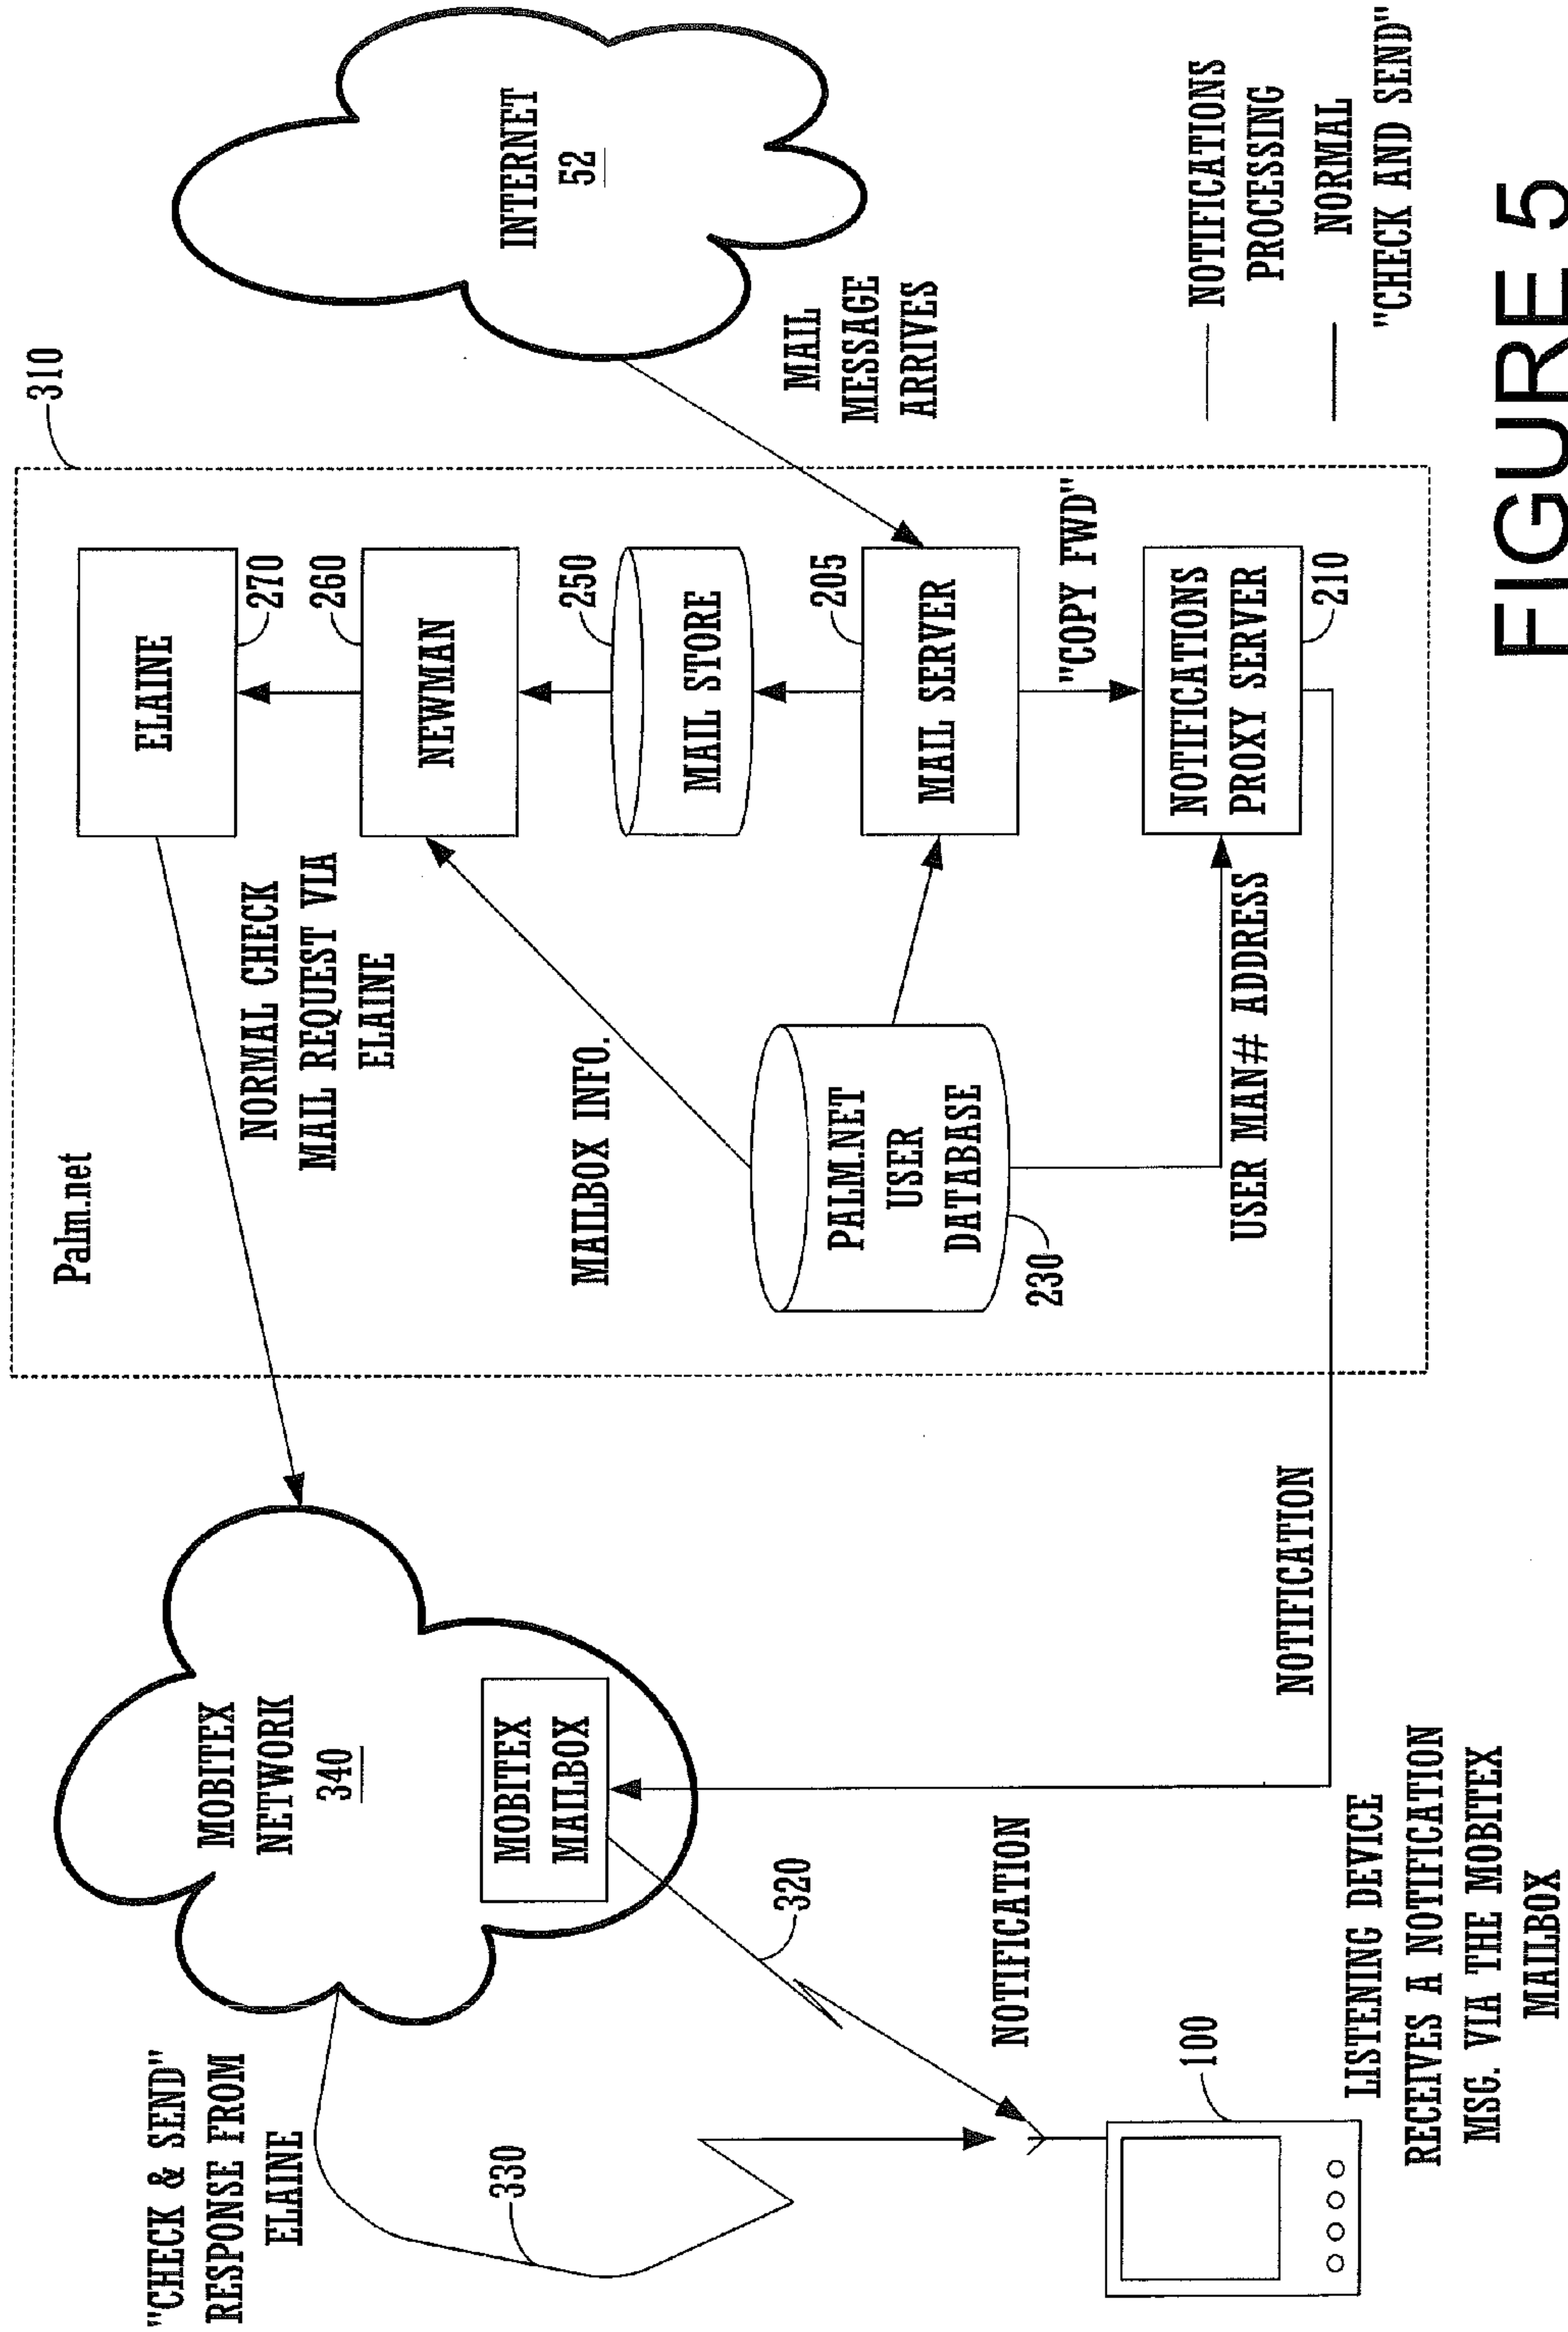 "CHECK & SEND"
RESPONSE FROM
ELAINE
330
MOBITEX
NETWORK
340
MOBITEX
MAILBOX
320
NOTIFICATION
100
LISTENING DEVICE
RECEIVES A NOTIFICATION
MSG. VIA THE MOBITEX
MAILBOX
NOTIFICATION
Palm.net
310
NORMAL CHECK
MAIL REQUEST VIA
ELAINE
ELAINE
270
NEWMAN
260
MAILBOX INFO.
MAIL STORE
250
PALM.NET
USER
DATABASE
230
MAIL SERVER
205
"COPY FWD"
USER MAN# ADDRESS
NOTIFICATIONS
PROXY SERVER
210
INTERNET
52
MAIL
MESSAGE
ARRIVES
NOTIFICATIONS
PROCESSING
NORMAL
"CHECK AND SEND"
FIGURE 5